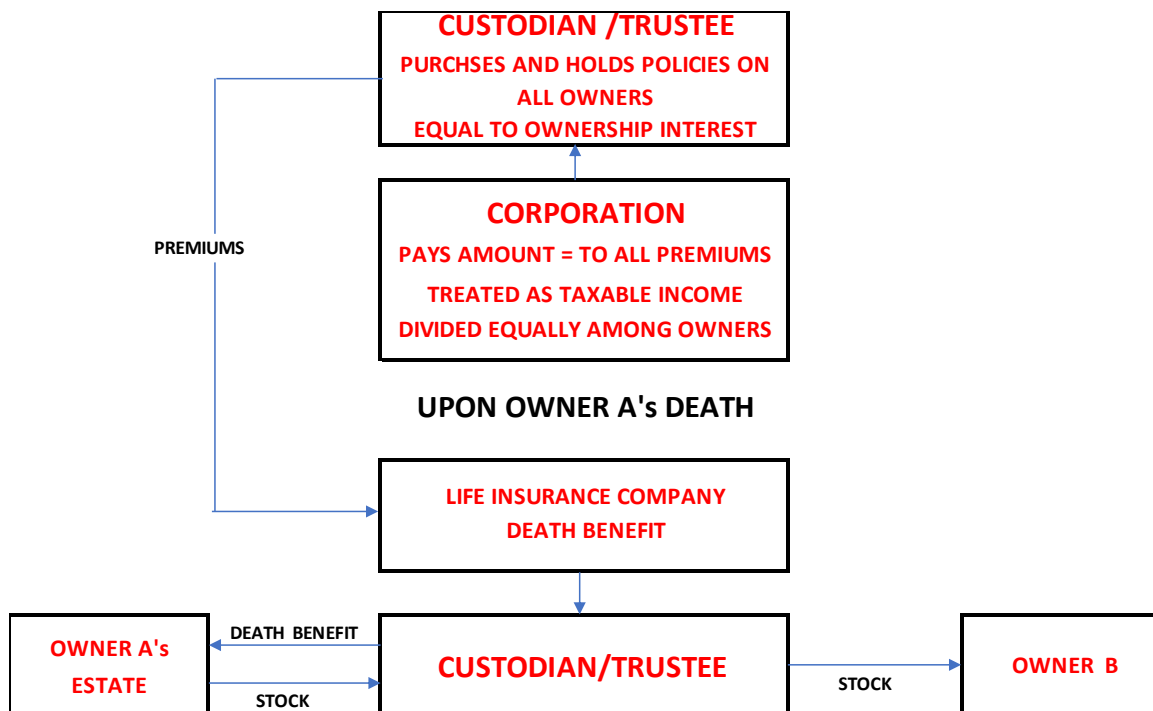 CUSTODIAN /TRUSTEE
PURCHSES AND HOLDS POLICIES ON
ALL OWNERS
EQUAL TO OWNERSHIP INTEREST
CORPORATION
PAYS AMOUNT = TO ALL PREMIUMS
TREATED AS TAXABLE INCOME
DIVIDED EQUALLY AMONG OWNERS
PREMIUMS
UPON OWNER A's DEATH
LIFE INSURANCE COMPANY
DEATH BENEFIT
OWNER A's
ESTATE
DEATH BENEFIT
STOCK
CUSTODIAN/TRUSTEE
STOCK
OWNER B